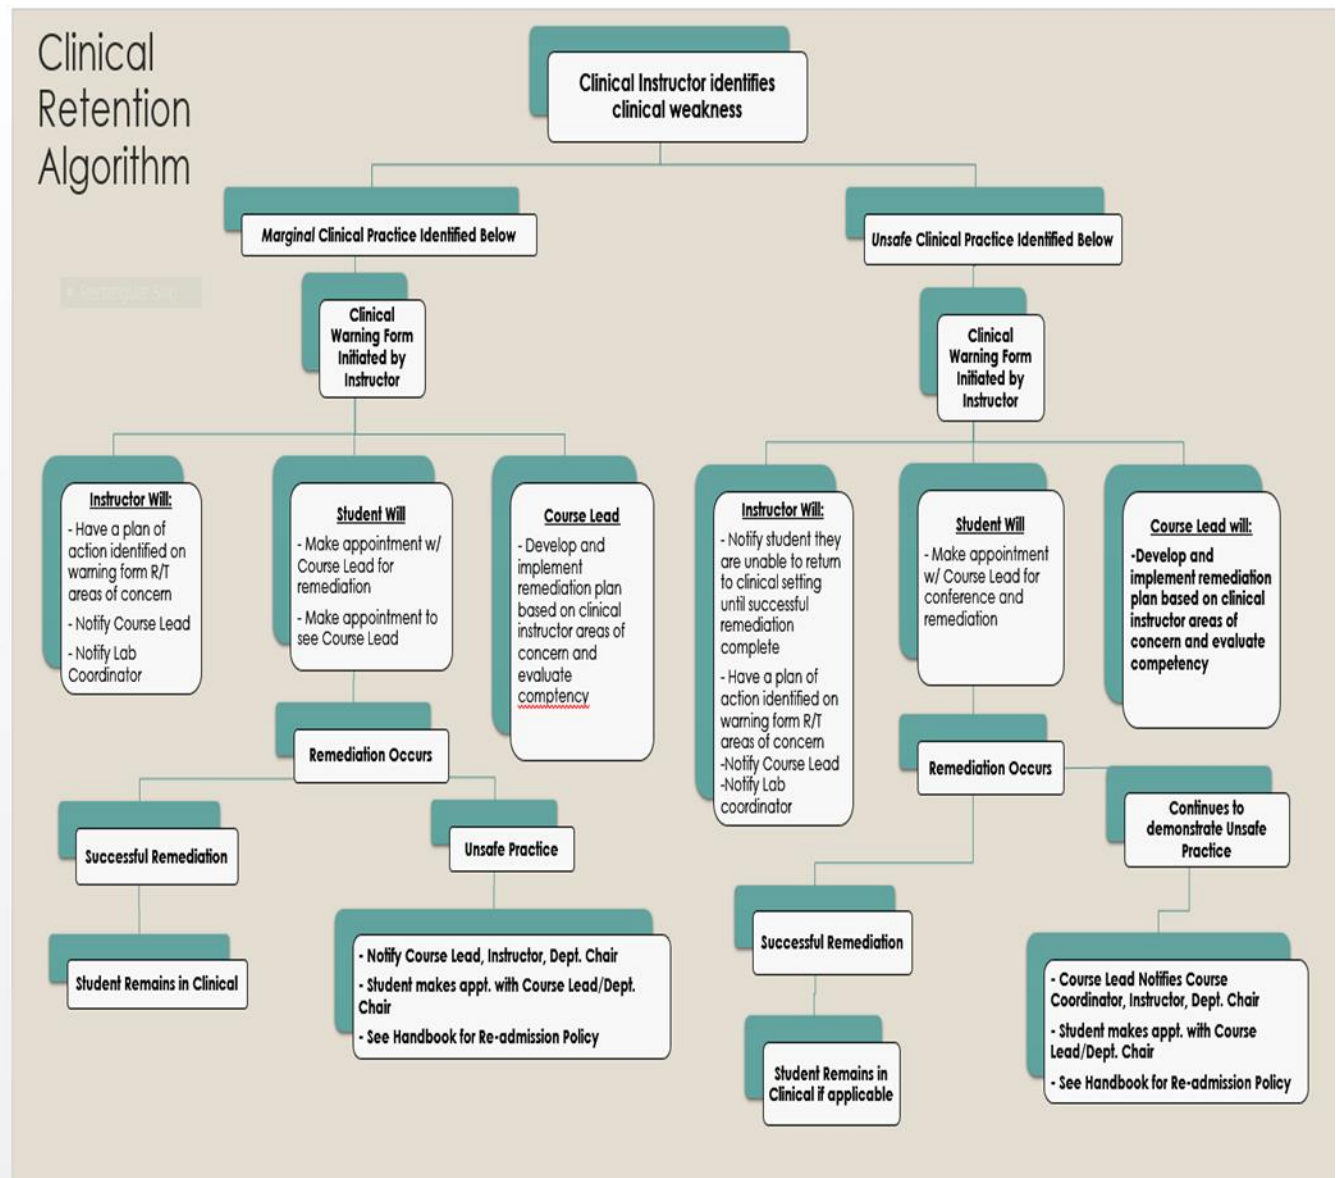 Clinical
Retention
Algorithm
Clinical Instructor identifies
clinical weakness
Marginal Clinical Practice Identified Below
Unsafe Clinical Practice Identified Below
Clinical
Warning Form
Initiated by
Instructor
Clinical
Warning Form
Initiated by
Instructor
Instructor Will:
- Have a plan of
action identified on
warning form R/T
areas of concern
- Notify Course Lead
- Notify Lab
Coordinator
Student Will
- Make appointment w/
Course Lead for
remediation
- Make appointment to
see Course Lead
Course Lead
- Develop and
implement
remediation plan
based on clinical
instructor areas of
concern and
evaluate
comptency
Instructor Will:
- Notify student they
are unable to return
to clinical setting
until successful
remediation
complete
- Have a plan of
action identified on
warning form R/T
areas of concern
-Notify Course Lead
-Notify Lab
coordinator
Student Will
- Make appointment
w/ Course Lead for
conference and
remediation
Course Lead will:
-Develop and
implement remediation
plan based on clinical
instructor areas of
concern and evaluate
competency
Remediation Occurs
Remediation Occurs
Successful Remediation
Unsafe Practice
Continues to
demonstrate Unsafe
Practice
Student Remains in Clinical
- Notify Course Lead, Instructor, Dept. Chair
- Student makes appt. with Course Lead/Dept.
Chair
- See Handbook for Re-admission Policy
Successful Remediation
Student Remains in
Clinical if applicable
- Course Lead Notifies Course
Coordinator, Instructor, Dept. Chair
- Student makes appt. with Course
Lead/Dept. Chair
- See Handbook for Re-admission Policy